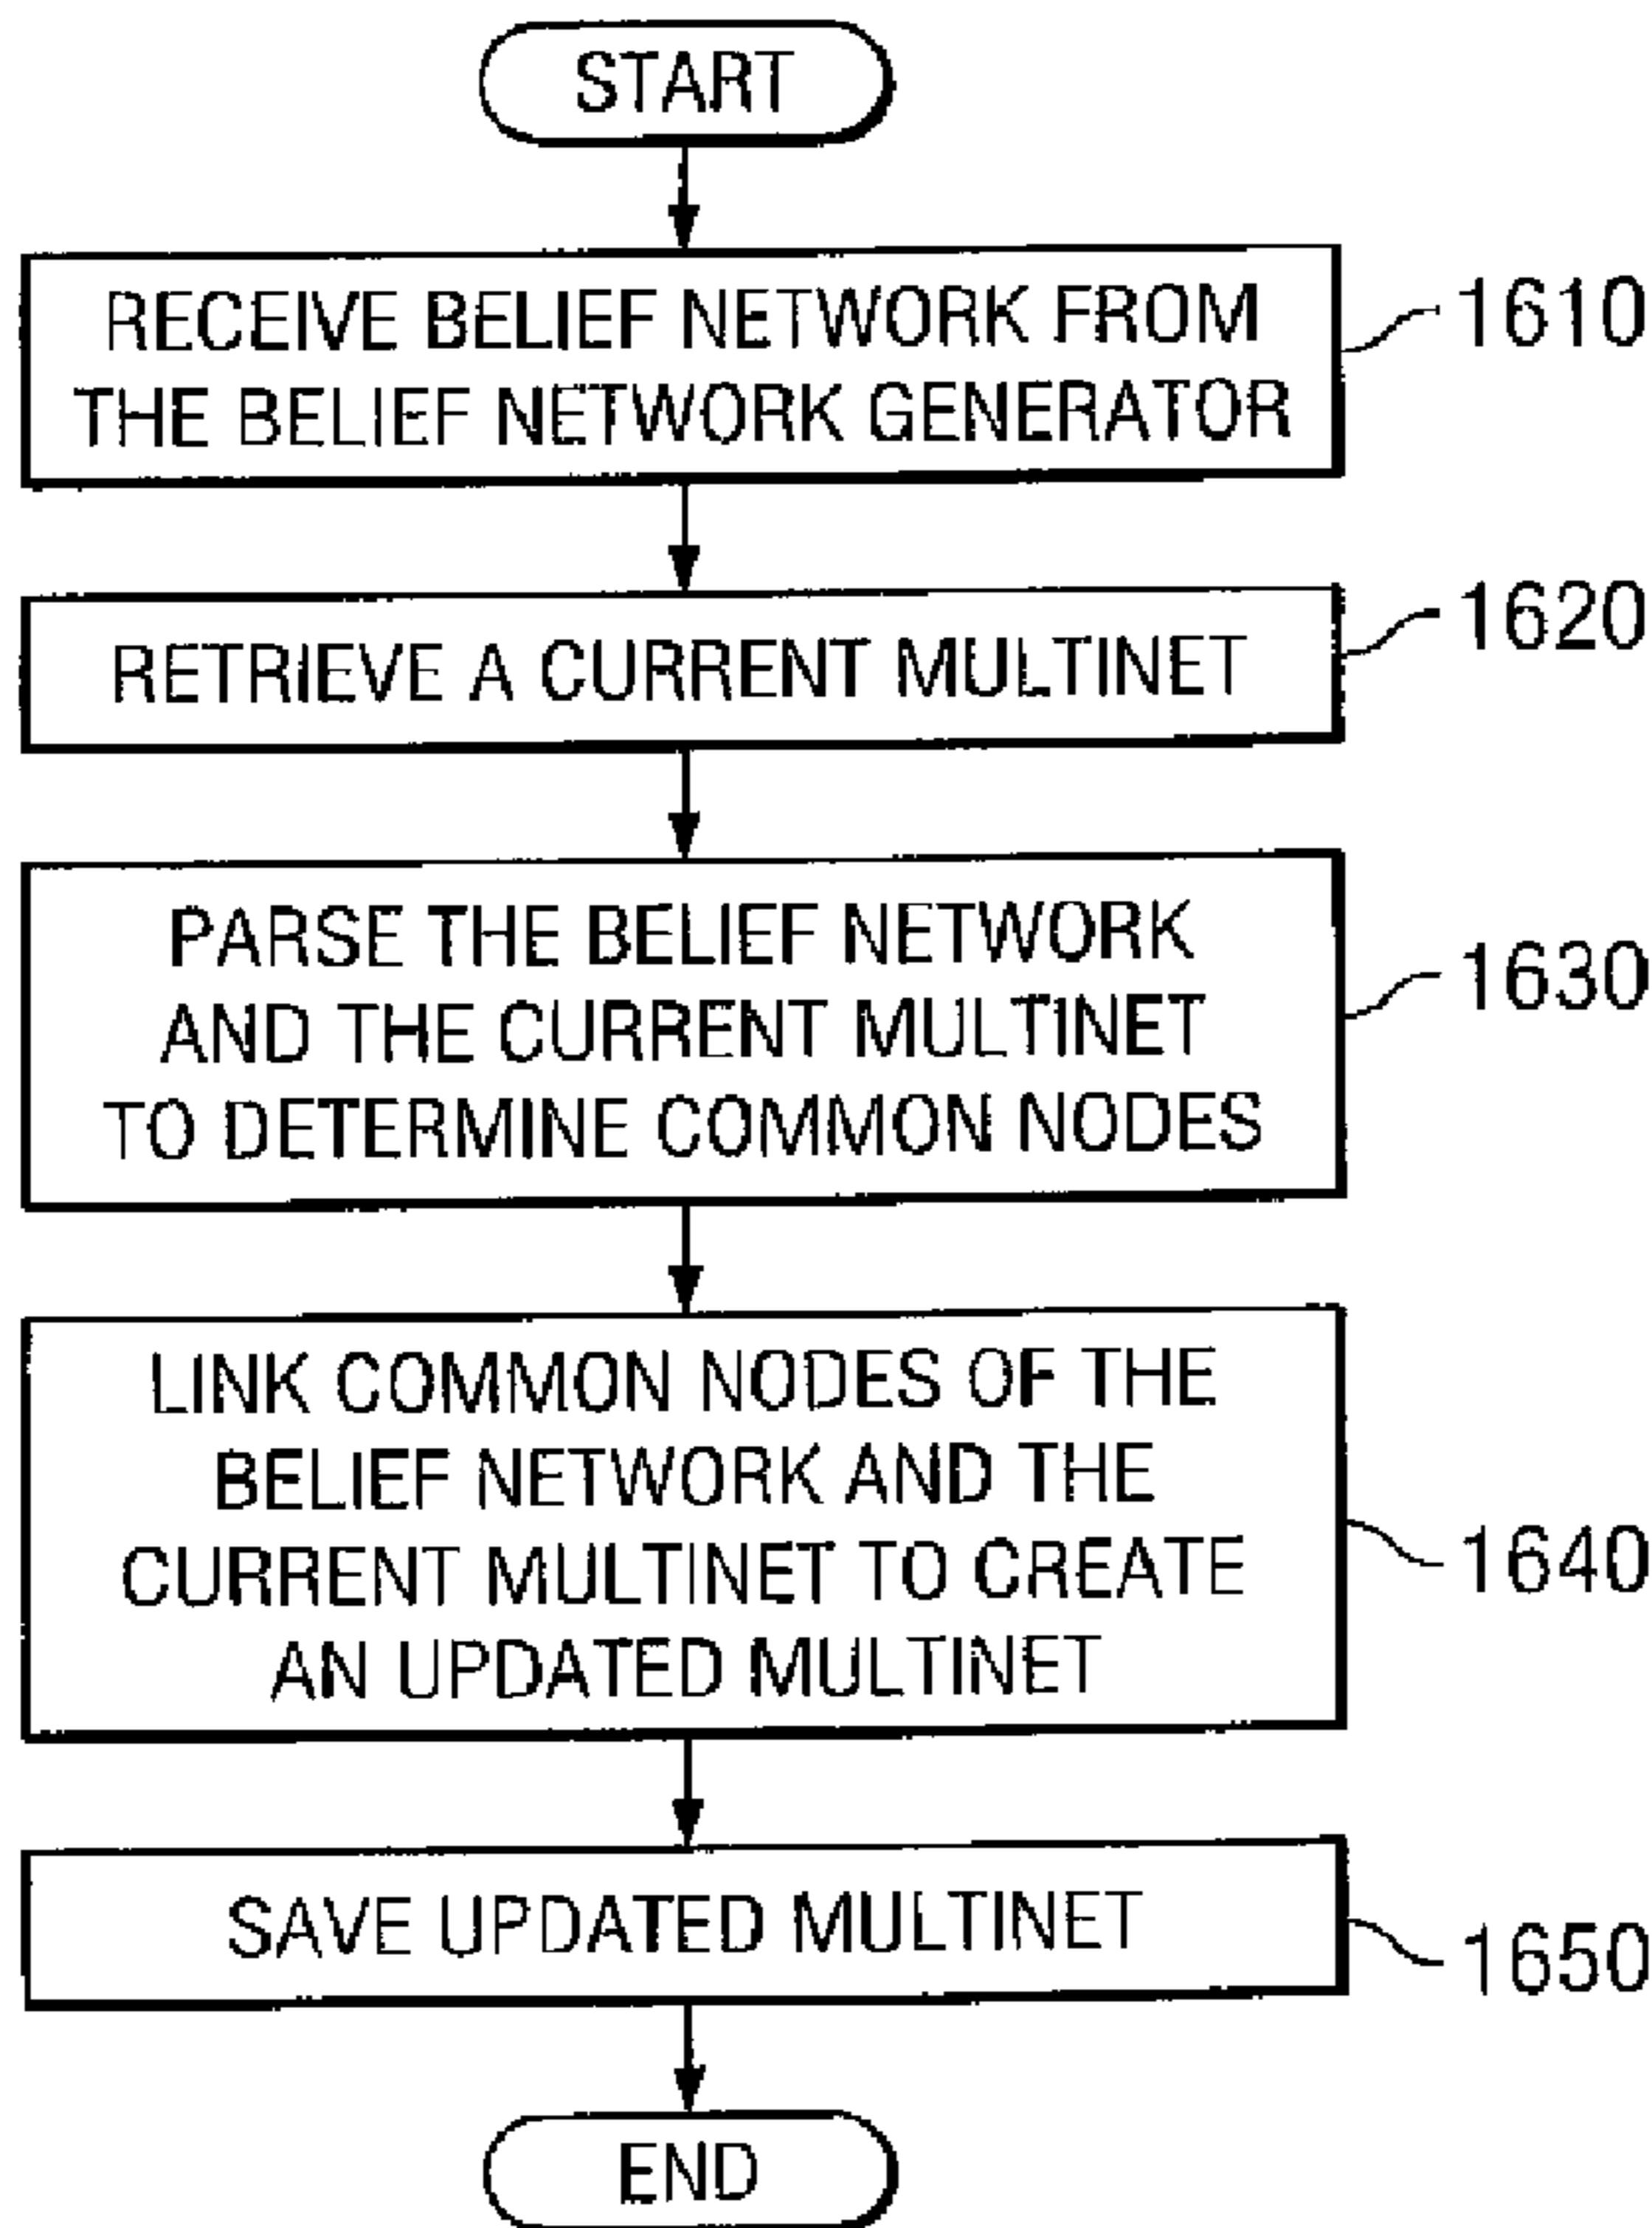 START
RECEIVE BELIEF NETWORK FROM
THE BELIEF NETWORK GENERATOR
1610
RETRIEVE A CURRENT MULTINET
1620
PARSE THE BELIEF NETWORK
AND THE CURRENT MULTINET
TO DETERMINE COMMON NODES
1630
LINK COMMON NODES OF THE
BELIEF NETWORK AND THE
CURRENT MULTINET TO CREATE
AN UPDATED MULTINET
1640
SAVE UPDATED MULTINET
1650
END